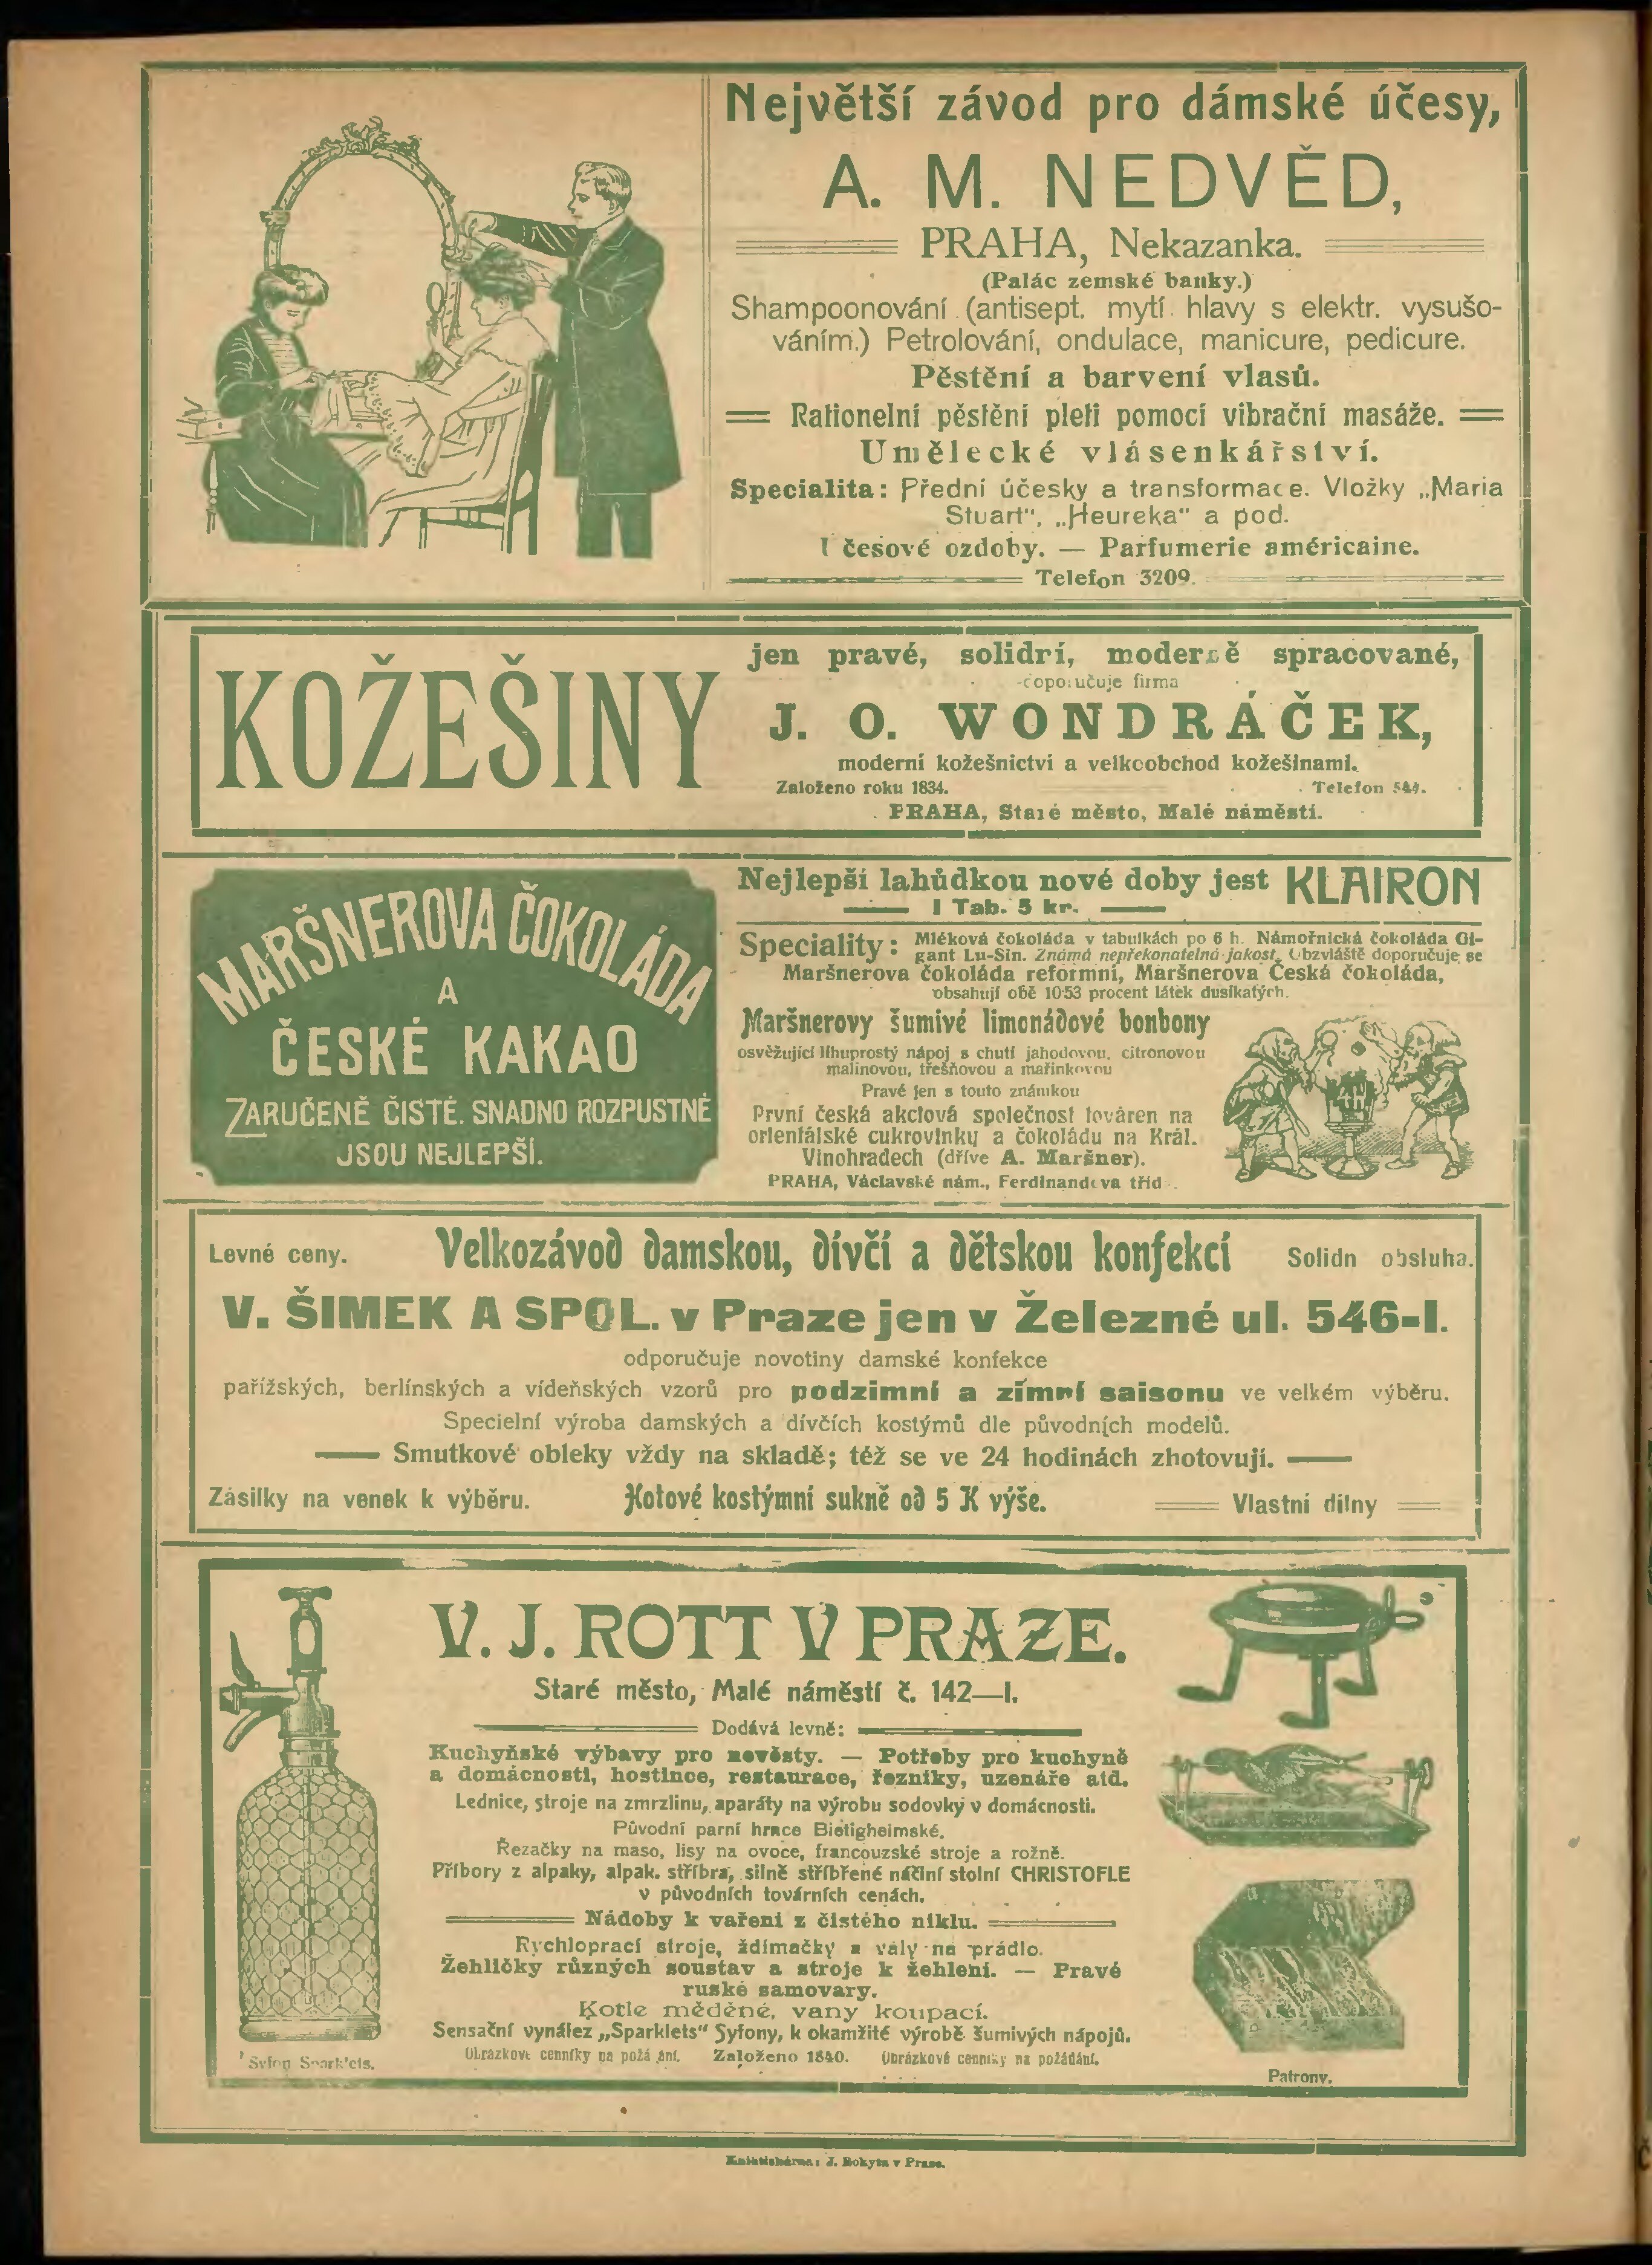 Největší závod pro dámské účesy,
A. M. NEDVĚD,
PRAHA, Nekazanka.
(Palác zemské banky.)
Shampoonování (antisept. mytí hlavy s elektr. vysušo-
váním.) Petrolování, ondulace, manicure, pedicure.
Pěstění a barvení vlasů.
Rationelní pěstění pleti pomocí vibrační masáže.
Umělecké vlásenkářství.
Specialita: Přední účesky a transformace. Vložky „Maria
Stuart“, „Heureka“ a pod.
česové ozdoby. — Parfumerie américaine.
Telefon 3209.
KOŽEŠINY
jen pravé, solidní, moderně spracované,
doporučuje firma
J. O. WONDRÁČEK,
moderní kožešnictví a velkoobchod kožešinami.
Založeno roku 1834. Telefon
PRAHA, Staré město, Malé náměstí.
MARŠNEROVA ČOKOLÁDA
A
ČESKÉ KAKAO
ZARUČENĚ ČISTÉ. SNADNO ROZPUSTNÉ
JSOU NEJLEPŠÍ.
Nejlepší lahůdkou nové doby jest KLAIRON
1 Tab. 5 kr.
Speciality: Mléková čokoláda v tabulkách po 6 h. Námořnická čokoláda Gi-
gant Lu-Sin. Známá nepřekonatelná jakost. Obzvláště doporučuje se
Maršnerova čokoláda reformní, Maršnerova Česká čokoláda,
obsahují obě 10·53 procent látek dusíkatých.
Maršnerovy šumivé limonádové bonbony
osvěžující líhuprostý nápoj s chutí jahodovou, citronovou
malinovou, třešňovou a mařinkovou
Pravé jen s touto známkou
4H
První česká akciová společnost továren na
orientálské cukrovinky a čokoládu na Král.
Vinohradech (dříve A. Maršner).
PRAHA, Václavské nám., Ferdinandova tříd
Levné ceny. Velkozávod damskou, dívčí a dětskou konfekcí Solidn obsluha.
V. ŠIMEK A SPOL. v Praze jen v Železné ul. 546-I.
odporučuje novotiny damské konfekce
pařížských, berlínských a vídeňských vzorů pro podzimní a zimní saisonu ve velkém výběru.
Specielní výroba damských a dívčích kostýmů dle původních modelů.
Smutkové obleky vždy na skladě; též se ve 24 hodinách zhotovují.
Zásilky na venek k výběru. Hotové kostýmní sukně od 5 K výše. Vlastní dílny
V. J. ROTT V PRAZE.
Staré město, Malé náměstí č. 142—I.
Dodává levně:
Kuchyňské výbavy pro nevěsty. — Potřeby pro kuchyně
a domácnosti, hostince, restaurace, řezníky, uzenáře atd.
Lednice, stroje na zmrzlinu, aparáty na výrobu sodovky v domácnosti.
Původní parní hrnce Bietigheimské.
Řezačky na maso, lisy na ovoce, francouzské stroje a rožně.
Příbory z alpaky, alpak. stříbra, silně stříbřené náčiní stolní CHRISTOFLE
v původních továrních cenách.
Nádoby k vaření z čistého niklu.
Rychloprací stroje, ždímačky a vály na prádlo.
Žehličky různých soustav a stroje k žehlení. — Pravé
ruské samovary.
Kotle měděné, vany koupací.
Sensační vynález „Sparklets“ Syfony, k okamžité výrobě šumivých nápojů.
Obrázkové cenníky na požá ání. Založeno 1840. Obrázkové cenníky na požádání.
Syfon Sparklets.
Patrony.
Knihtiskárna: J. Rokyta v Praze.